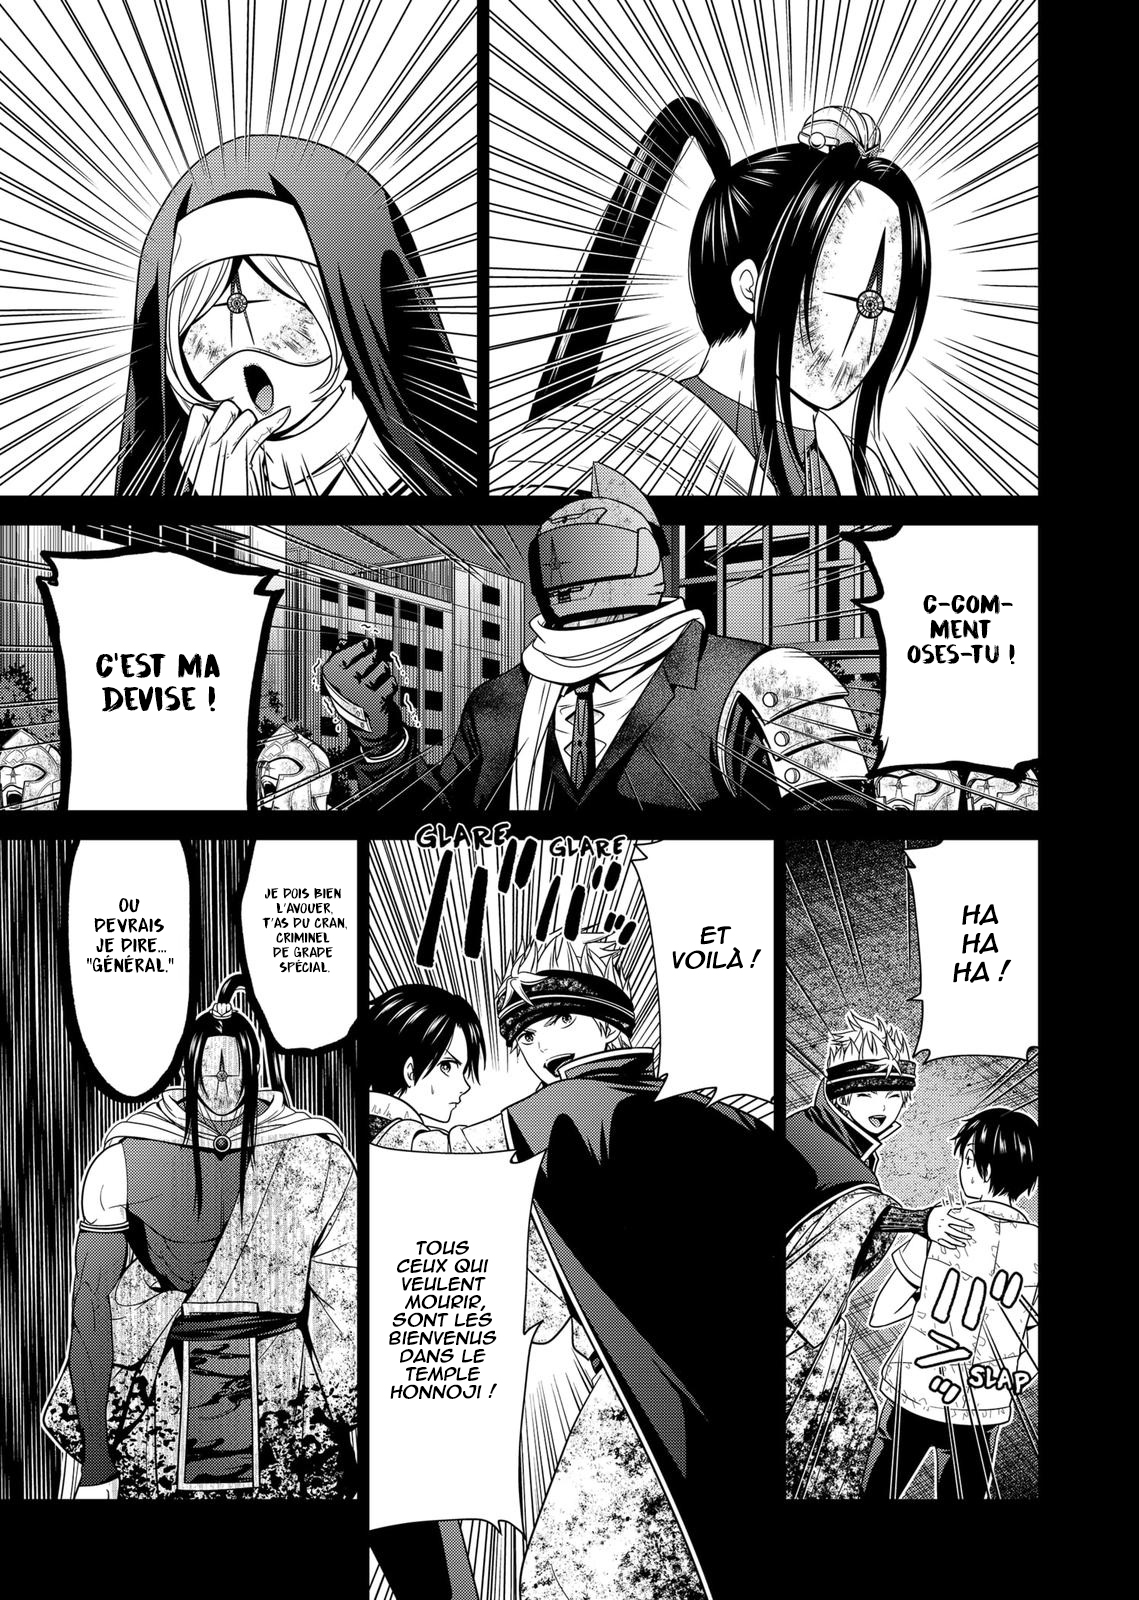 C-COM-
MENT
OSES-TU !
C'EST MA
DEVISE !
HA
HA
HA !
SLAP
ET
VOILÀ !
GLARE
GLARE
TOUS
CEUX QUI
VEULENT
MOURIR,
SONT LES
BIENVENUS
DANS LE
TEMPLE
HONNOJI !
JE DOIS BIEN
L'AVOUER,
T'AS DU CRAN,
CRIMINEL
DE GRADE
SPÉCIAL.
OU
DEVRAIS
JE DIRE...
"GÉNÉRAL."